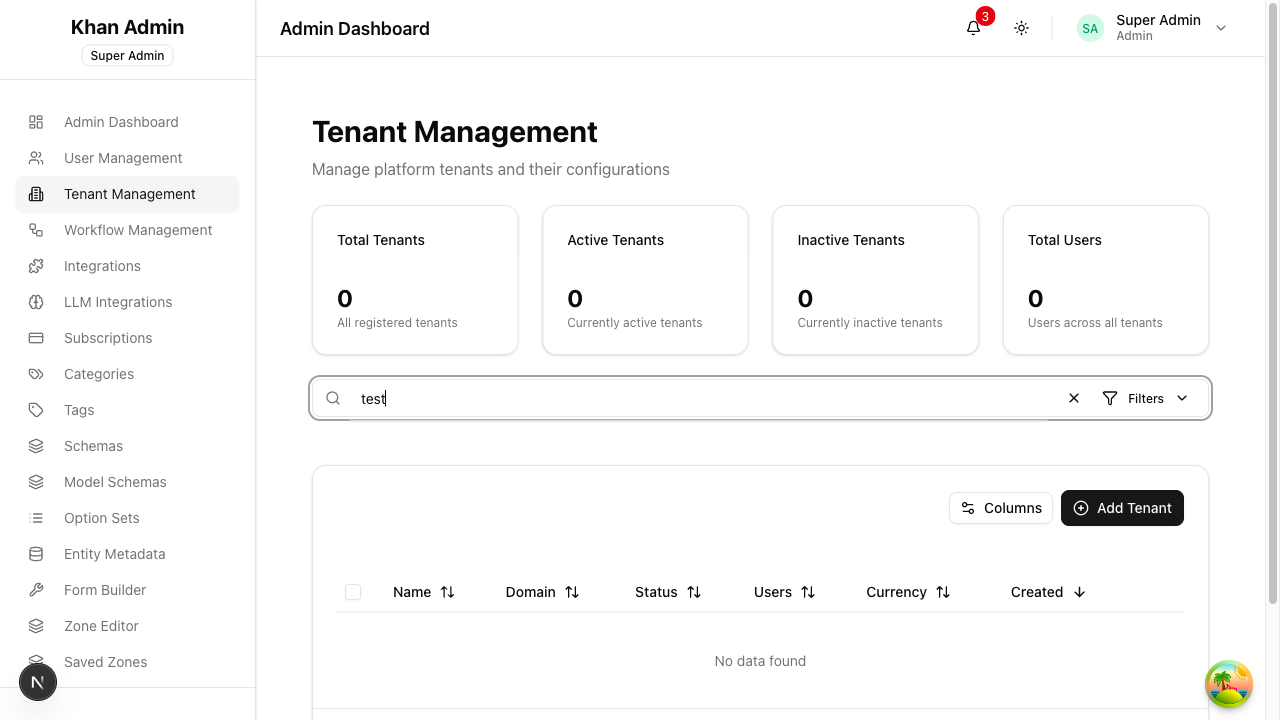 Khan Admin
Super Admin
Admin Dashboard
User Management
Tenant Management
Workflow Management
Integrations
LLM Integrations
Subscriptions
Categories
Tags
Schemas
Model Schemas
Option Sets
Entity Metadata
Form Builder
Zone Editor
Saved Zones
N
Admin Dashboard
3
SA
Super Admin
Admin
Tenant Management
Manage platform tenants and their configurations
Total Tenants
0
All registered tenants
Active Tenants
0
Currently active tenants
Inactive Tenants
0
Currently inactive tenants
Total Users
0
Users across all tenants
test
Filters
Columns
Add Tenant
Name Domain Status Users Currency Created
No data found